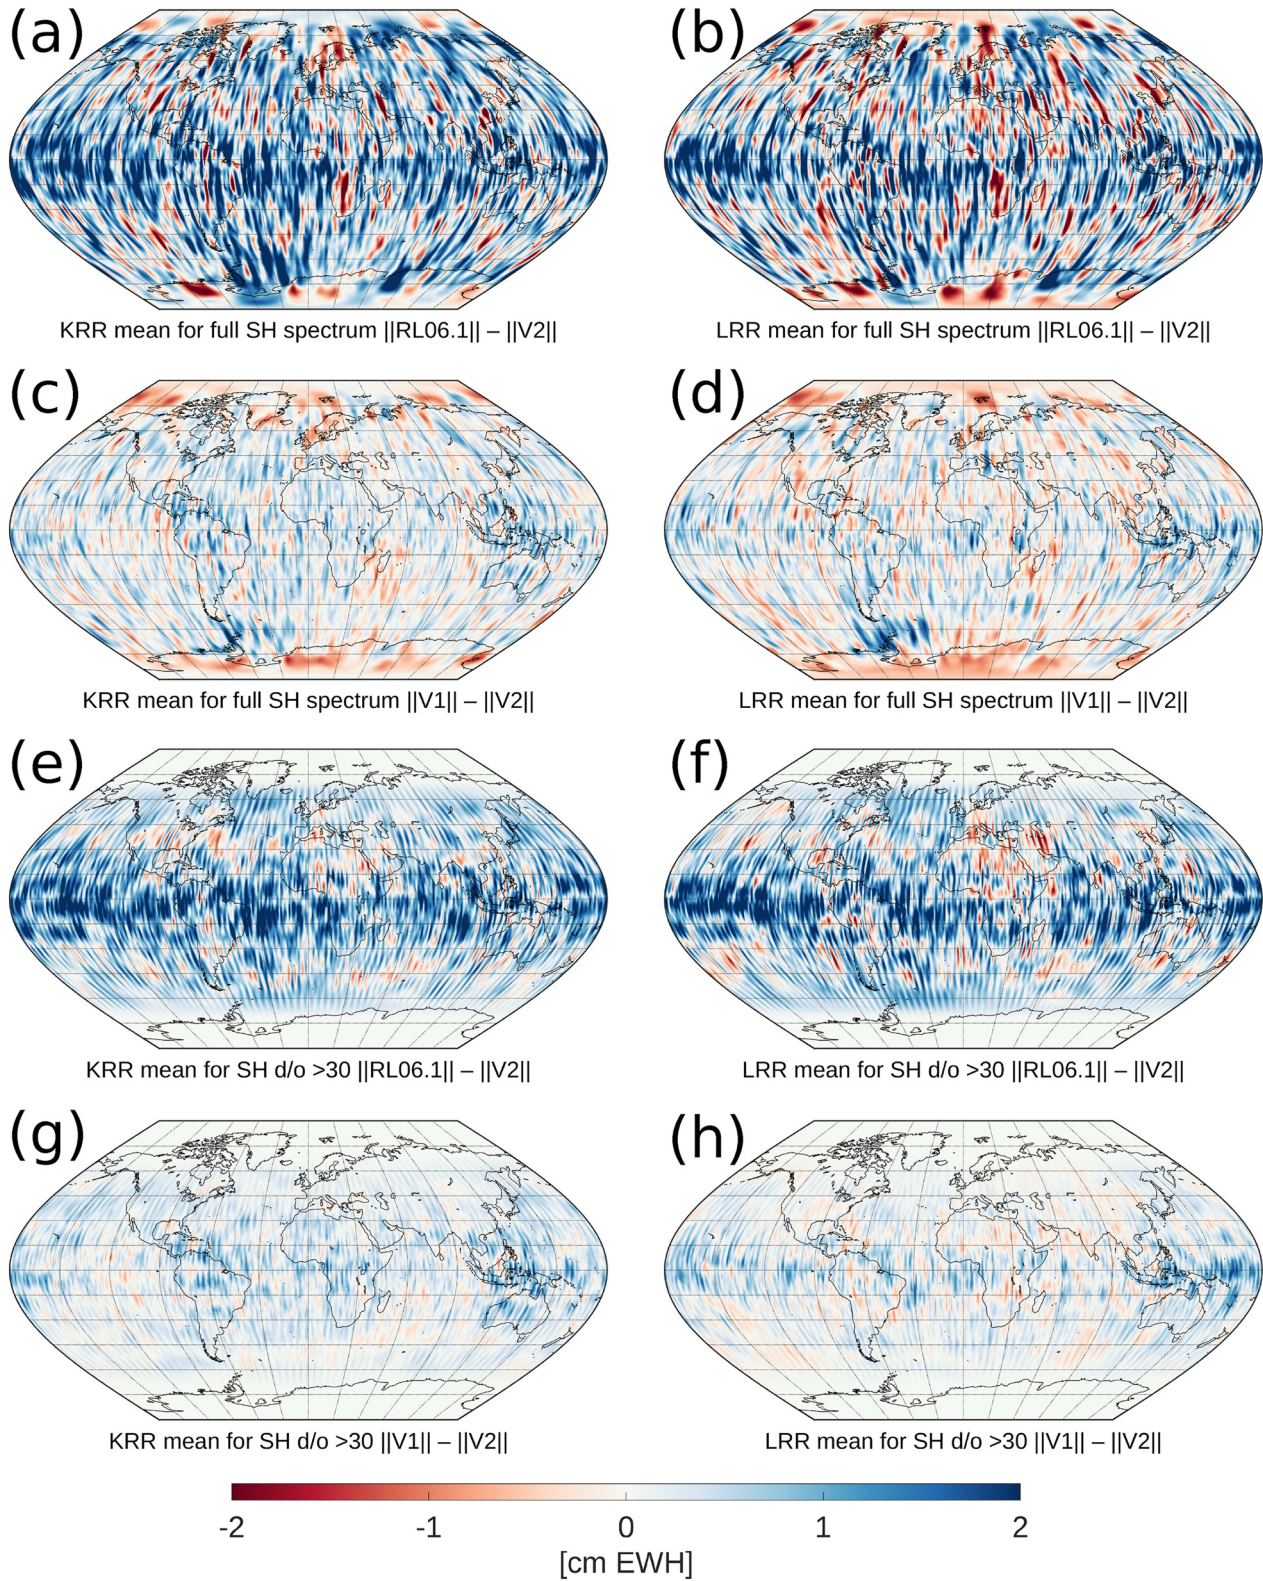 (a)
(b)
KRR mean for full SH spectrum ||RL06.1|| – ||V2||
LRR mean for full SH spectrum ||RL06.1|| – ||V2||
(c)
(d)
KRR mean for full SH spectrum ||V1|| – ||V2||
LRR mean for full SH spectrum ||V1|| – ||V2||
(e)
(f)
KRR mean for SH d/o >30 ||RL06.1|| – ||V2||
LRR mean for SH d/o >30 ||RL06.1|| – ||V2||
(g)
(h)
KRR mean for SH d/o >30 ||V1|| – ||V2||
LRR mean for SH d/o >30 ||V1|| – ||V2||
-2 -1 0 1 2
[cm EWH]